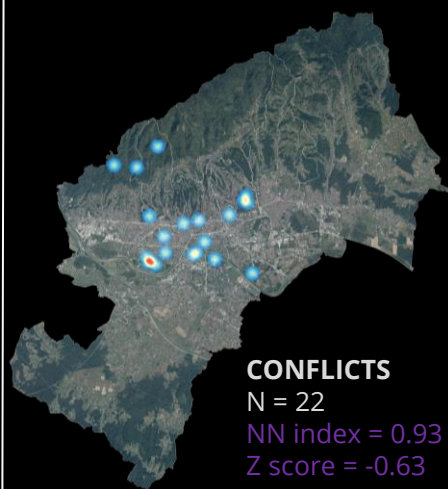 CONFLICTS
N = 22
NN index = 0.93
Z score = -0.63